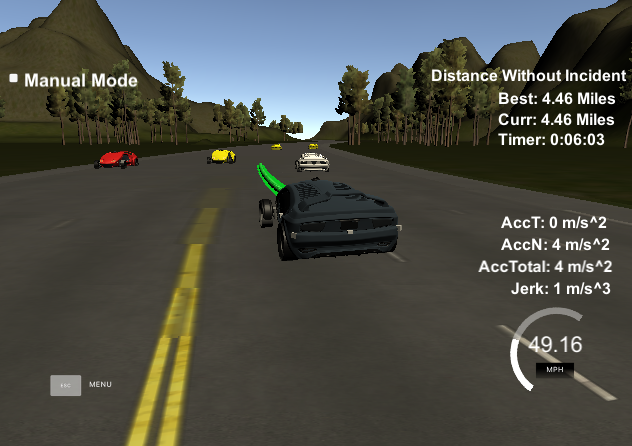 Manual Mode
Distance Without Incident
Best: 4.46 Miles
Curr: 4.46 Miles
Timer: 0:06:03
AccT: 0 m/s^2
AccN: 4 m/s^2
AccTotal: 4 m/s^2
Jerk: 1 m/s^3
49.16
MPH
ESC MENU